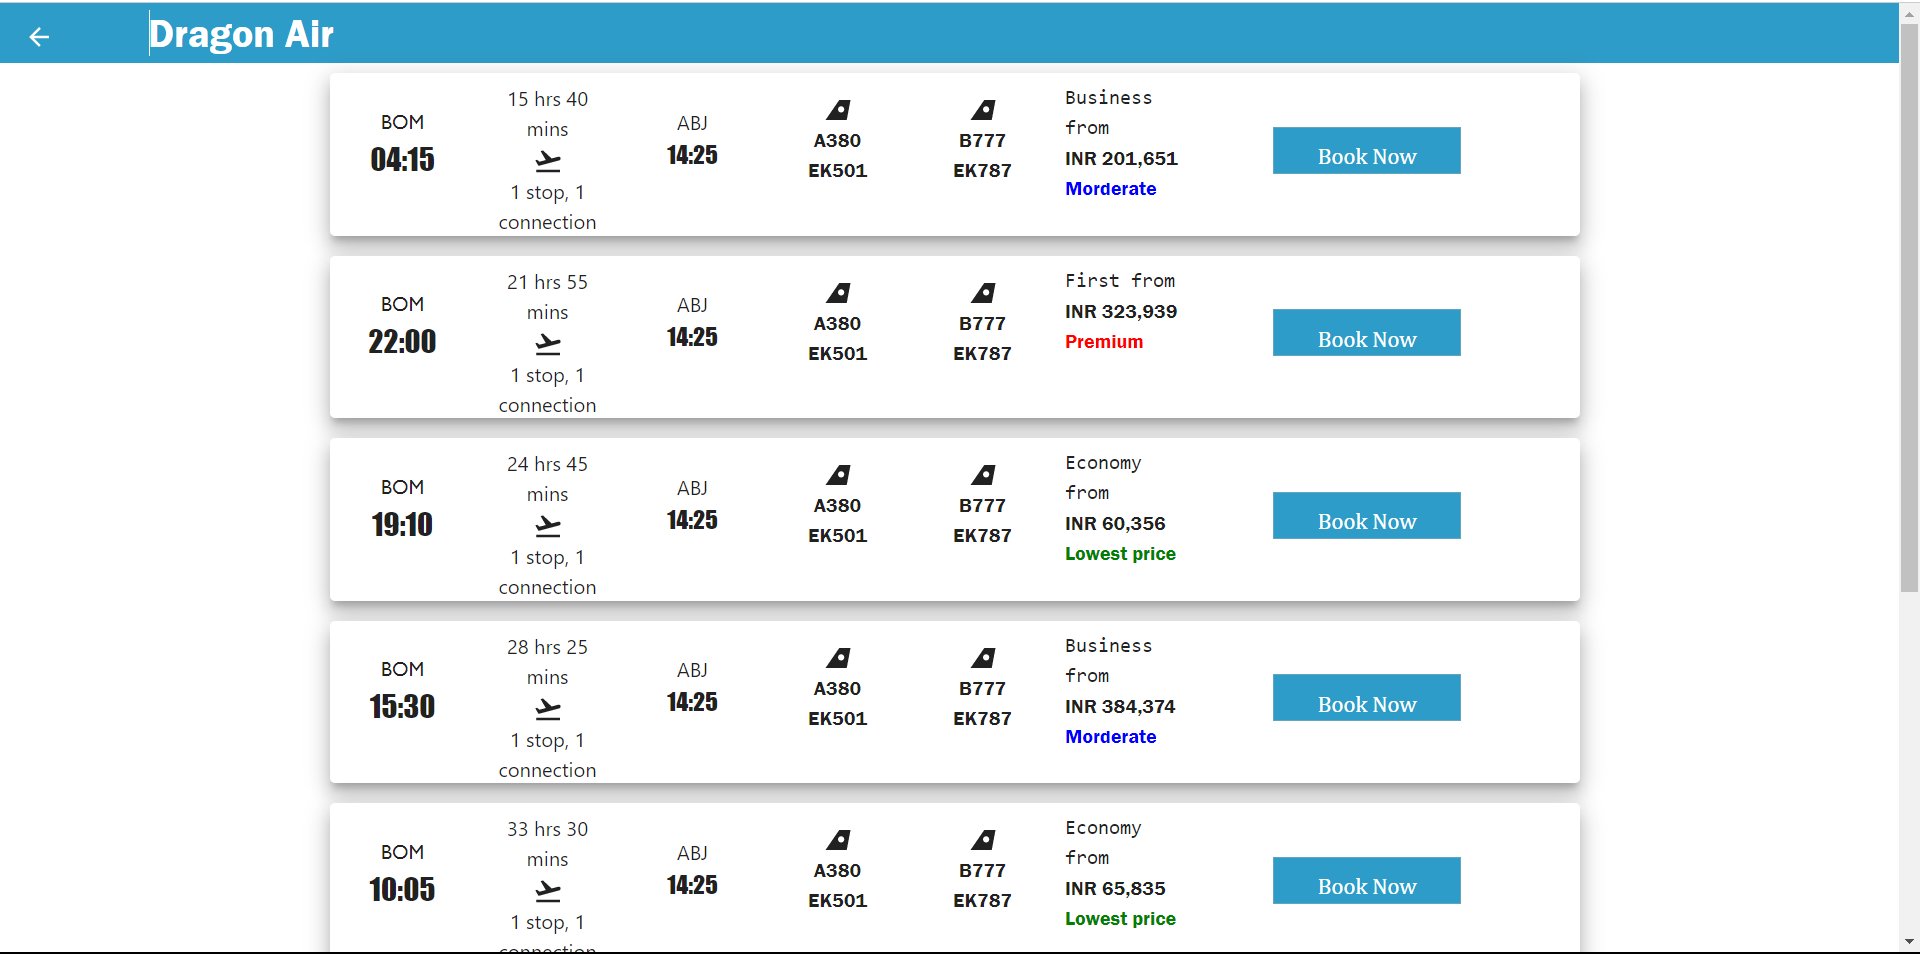 Dragon Air
BOM
04:15
15 hrs 40
mins
1 stop, 1
connection
ABJ
14:25
A380
EK501
B777
EK787
Business
from
INR 201,651
Morderate
Book Now
BOM
22:00
21 hrs 55
mins
1 stop, 1
connection
ABJ
14:25
A380
EK501
B777
EK787
First from
INR 323,939
Premium
Book Now
BOM
19:10
24 hrs 45
mins
1 stop, 1
connection
ABJ
14:25
A380
EK501
B777
EK787
Economy
from
INR 60,356
Lowest price
Book Now
BOM
15:30
28 hrs 25
mins
1 stop, 1
connection
ABJ
14:25
A380
EK501
B777
EK787
Business
from
INR 384,374
Morderate
Book Now
BOM
10:05
33 hrs 30
mins
1 stop, 1
connection
ABJ
14:25
A380
EK501
B777
EK787
Economy
from
INR 65,835
Lowest price
Book Now